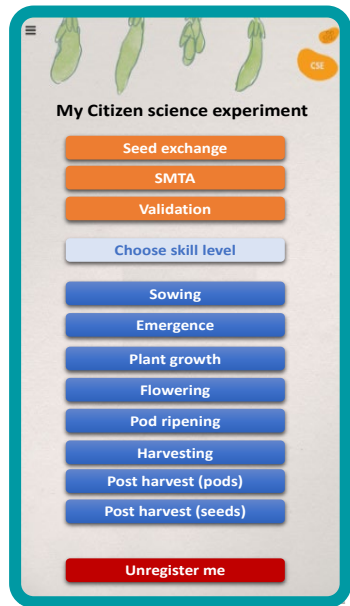 CSE
My Citizen science experiment
Seed exchange
SMTA
Validation
Choose skill level
Sowing
Emergence
Plant growth
Flowering
Pod ripening
Harvesting
Post harvest (pods)
Post harvest (seeds)
Unregister me